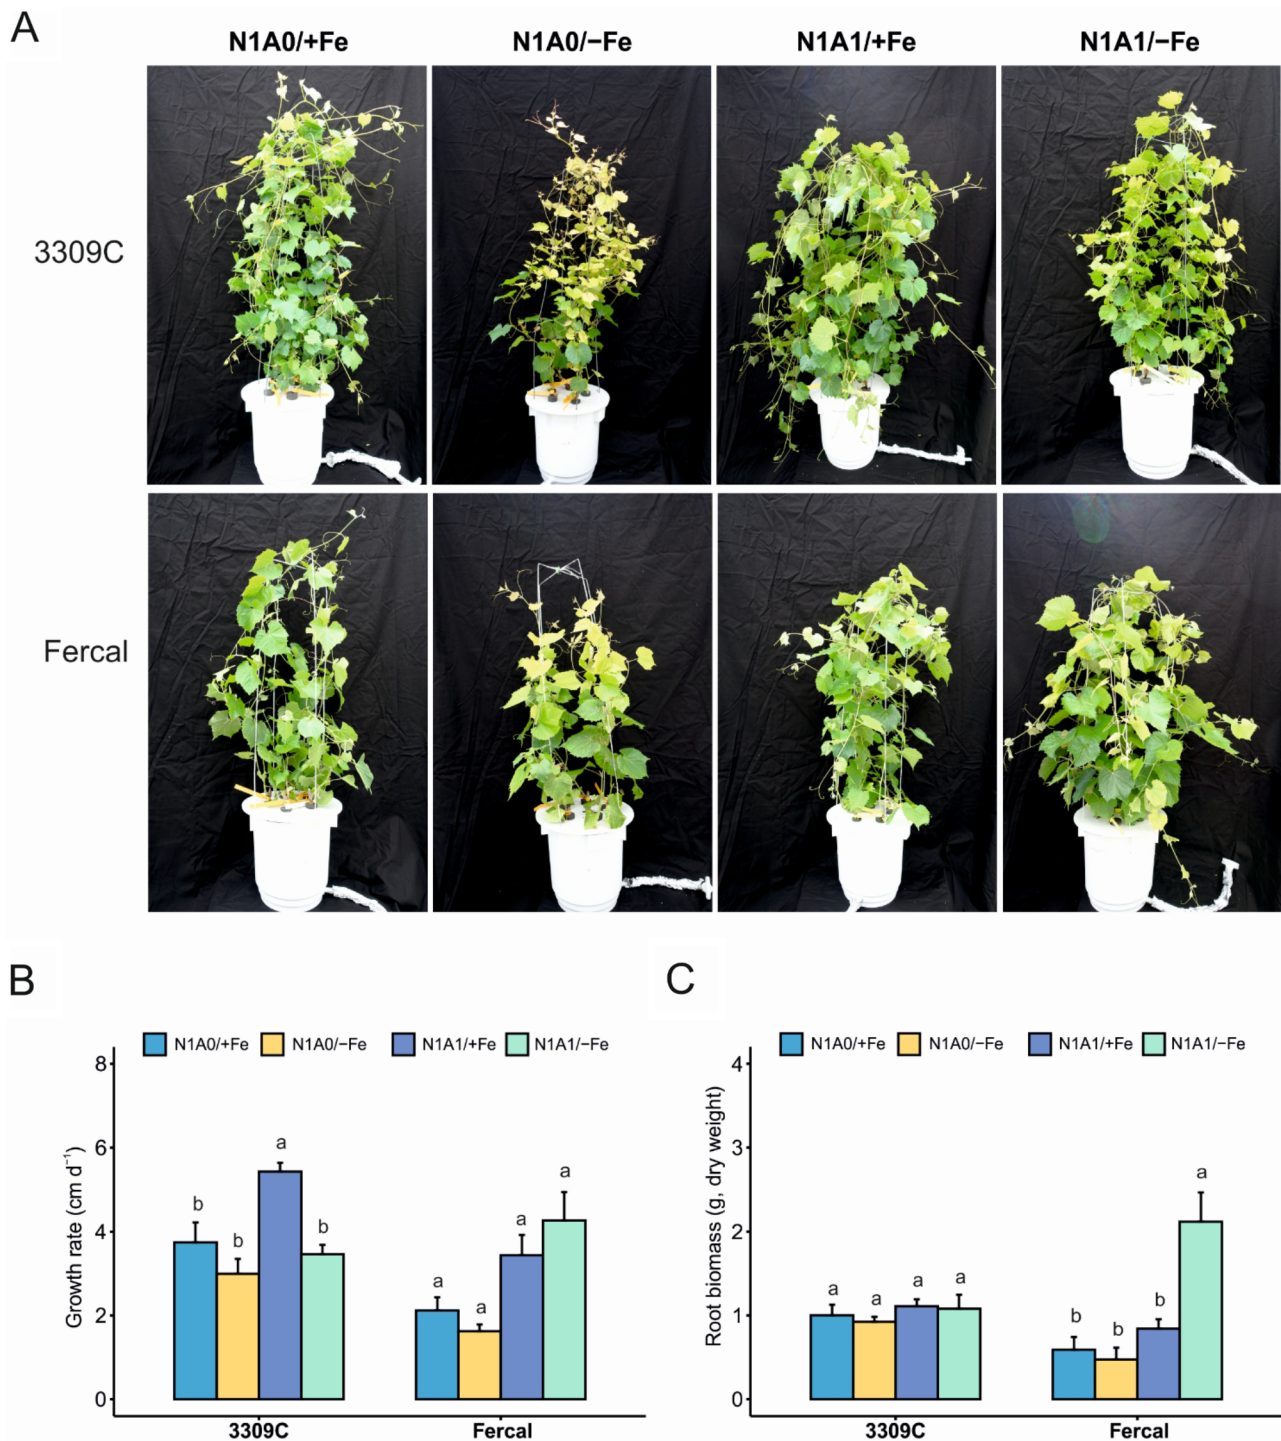 A
N1A0/+Fe N1A0/−Fe N1A1/+Fe N1A1/−Fe
3309C
Fercal
B
N1A0/+Fe N1A0/−Fe N1A1/+Fe N1A1/−Fe
Growth rate (cm d⁻¹)
8
6
4
2
0
b
b
a
b
a
a
a
a
3309C Fercal
C
N1A0/+Fe N1A0/−Fe N1A1/+Fe N1A1/−Fe
Root biomass (g, dry weight)
4
3
2
1
0
a
a
a
a
b
b
b
a
3309C Fercal